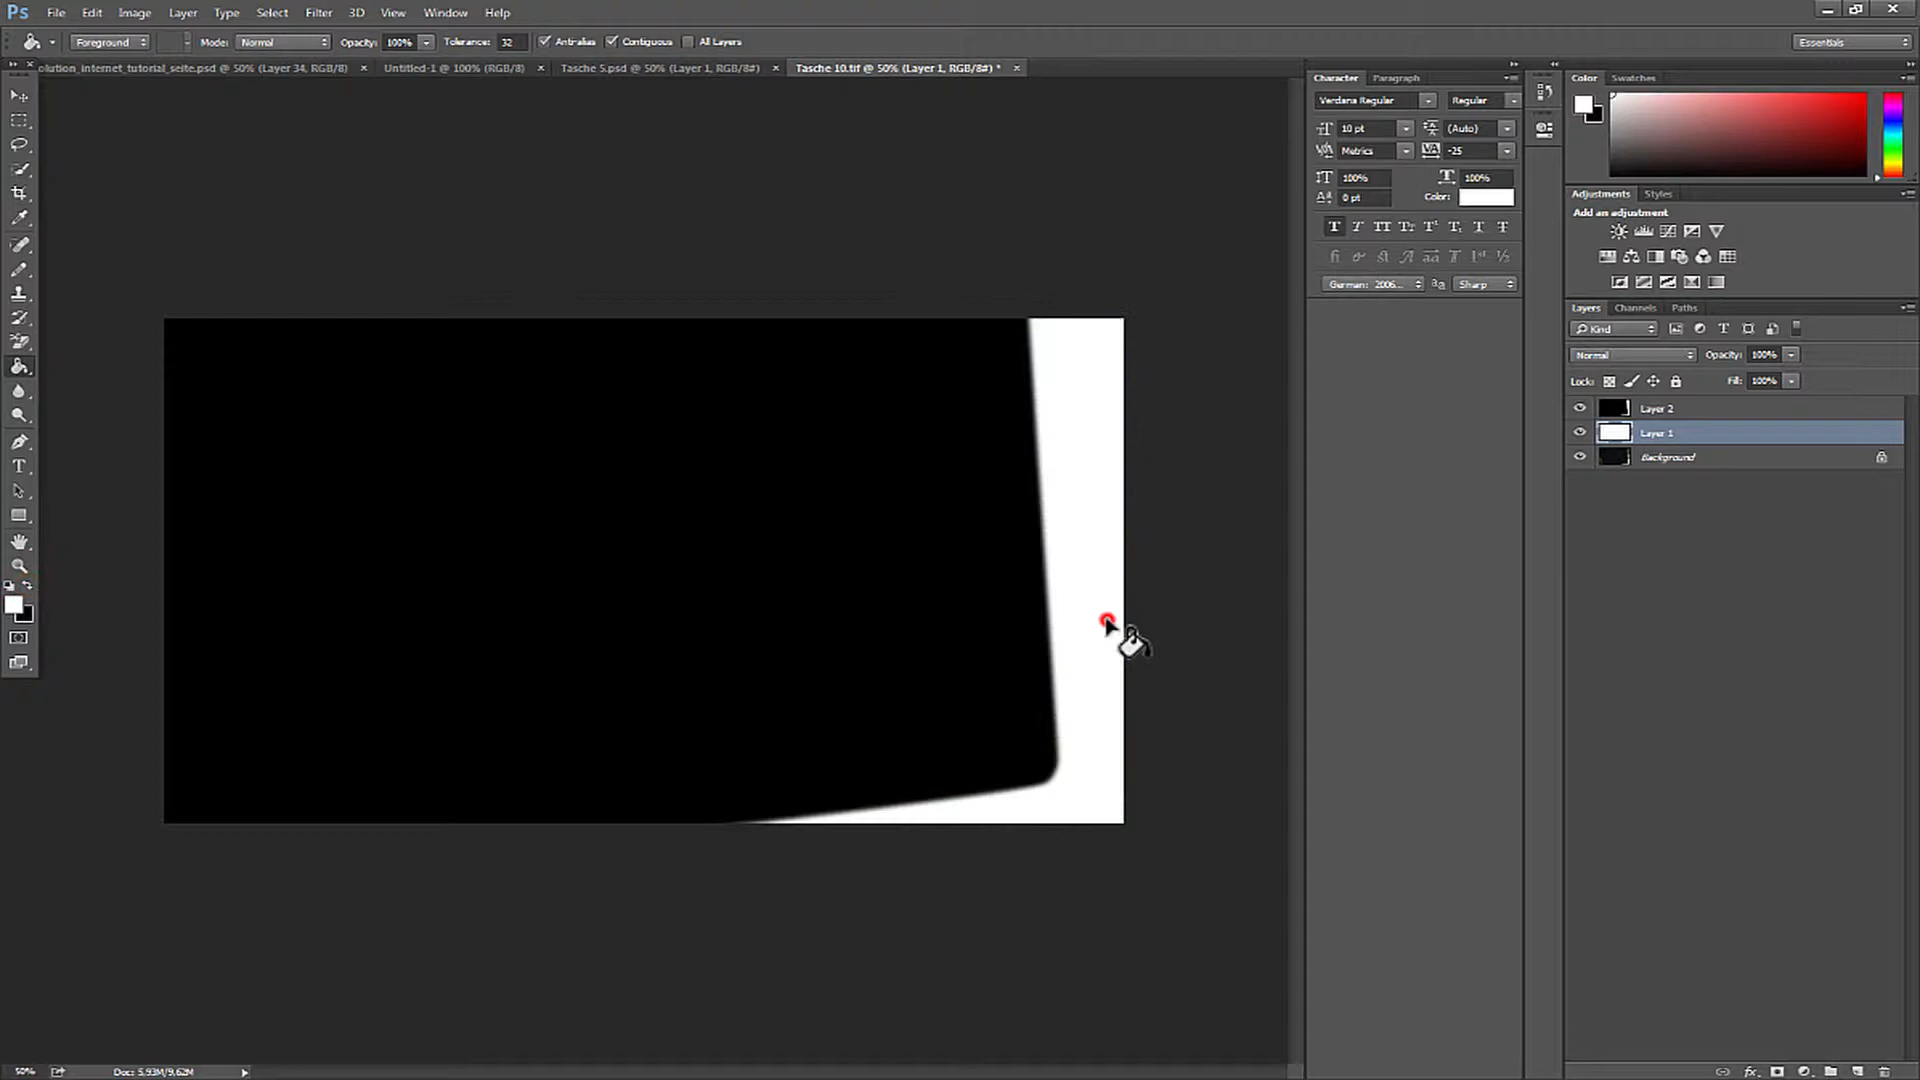 Ps File Edit Image Layer Type Select Filter 3D View Window Help
Foreground Mode: Normal Opacity: 100% Tolerance: 32 Anti-alias Contiguous All Layers Essentials
olution_internet_tutorial_seite.psd @ 50% (Layer 34, RGB/8) × Untitled-1 @ 100% (RGB/8) × Tasche 5.psd @ 50% (Layer 1, RGB/8#) × Tasche 10.tif @ 50% (Layer 1, RGB/8#) * ×
Character Paragraph
Verdana Regular Regular
10 pt (Auto)
Metrics -25
100% 100%
0 pt Color:
German: 2006... Sharp
Color Swatches
Adjustments Styles
Add an adjustment
Layers Channels Paths
Kind
Normal Opacity: 100%
Lock: Fill: 100%
Layer 2
Layer 1
Background
50% Doc: 5,93M/9,62M